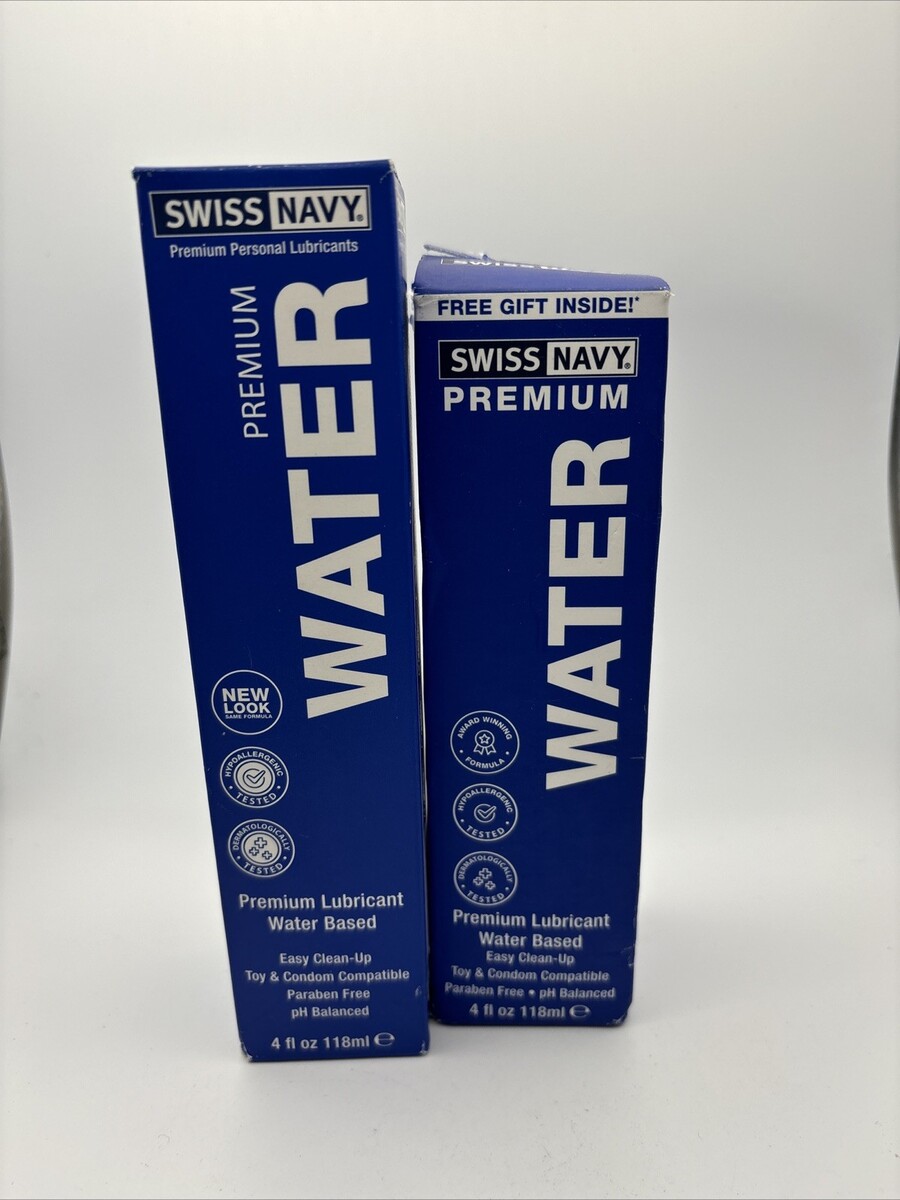 SWISS NAVY®
Premium Personal Lubricants
PREMIUM
WATER
NEW
LOOK
SAME FORMULA
HYPOALLERGENIC
TESTED
DERMATOLOGICALLY
TESTED
Premium Lubricant
Water Based
Easy Clean-Up
Toy & Condom Compatible
Paraben Free
pH Balanced
4 fl oz 118ml ℮
FREE GIFT INSIDE!*
SWISS NAVY®
PREMIUM
WATER
AWARD WINNING
FORMULA
HYPOALLERGENIC
TESTED
DERMATOLOGICALLY
TESTED
Premium Lubricant
Water Based
Easy Clean-Up
Toy & Condom Compatible
Paraben Free • pH Balanced
4 fl oz 118ml ℮